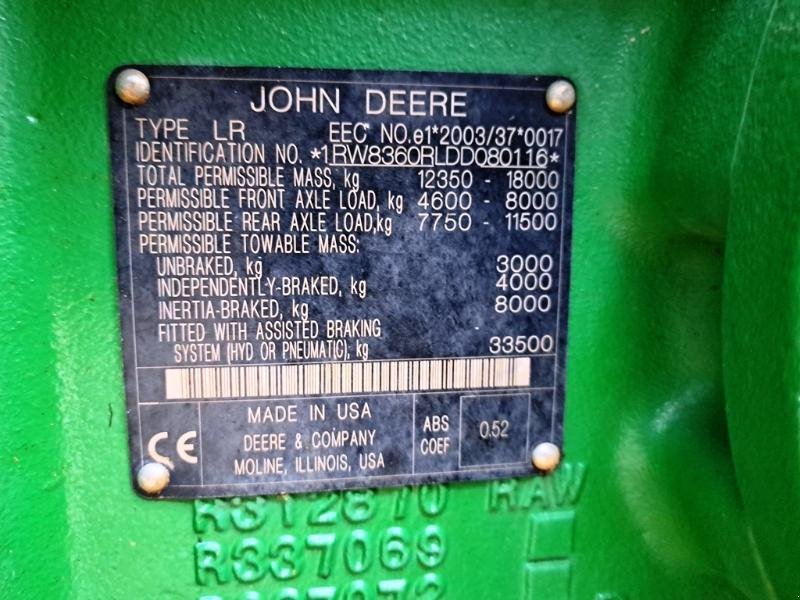 JOHN DEERE
TYPE LR EEC NO.e1*2003/37*0017
IDENTIFICATION NO. *1RW8360RLDD080116*
TOTAL PERMISSIBLE MASS, kg 12350 - 18000
PERMISSIBLE FRONT AXLE LOAD, kg 4600 - 8000
PERMISSIBLE REAR AXLE LOAD,kg 7750 - 11500
PERMISSIBLE TOWABLE MASS:
UNBRAKED, kg 3000
INDEPENDENTLY-BRAKED, kg 4000
INERTIA-BRAKED, kg 8000
FITTED WITH ASSISTED BRAKING
SYSTEM (HYD OR PNEUMATIC), kg 33500
CE
MADE IN USA
DEERE & COMPANY
MOLINE, ILLINOIS, USA
ABS
COEF
0.52
R312870 RAW
R337069